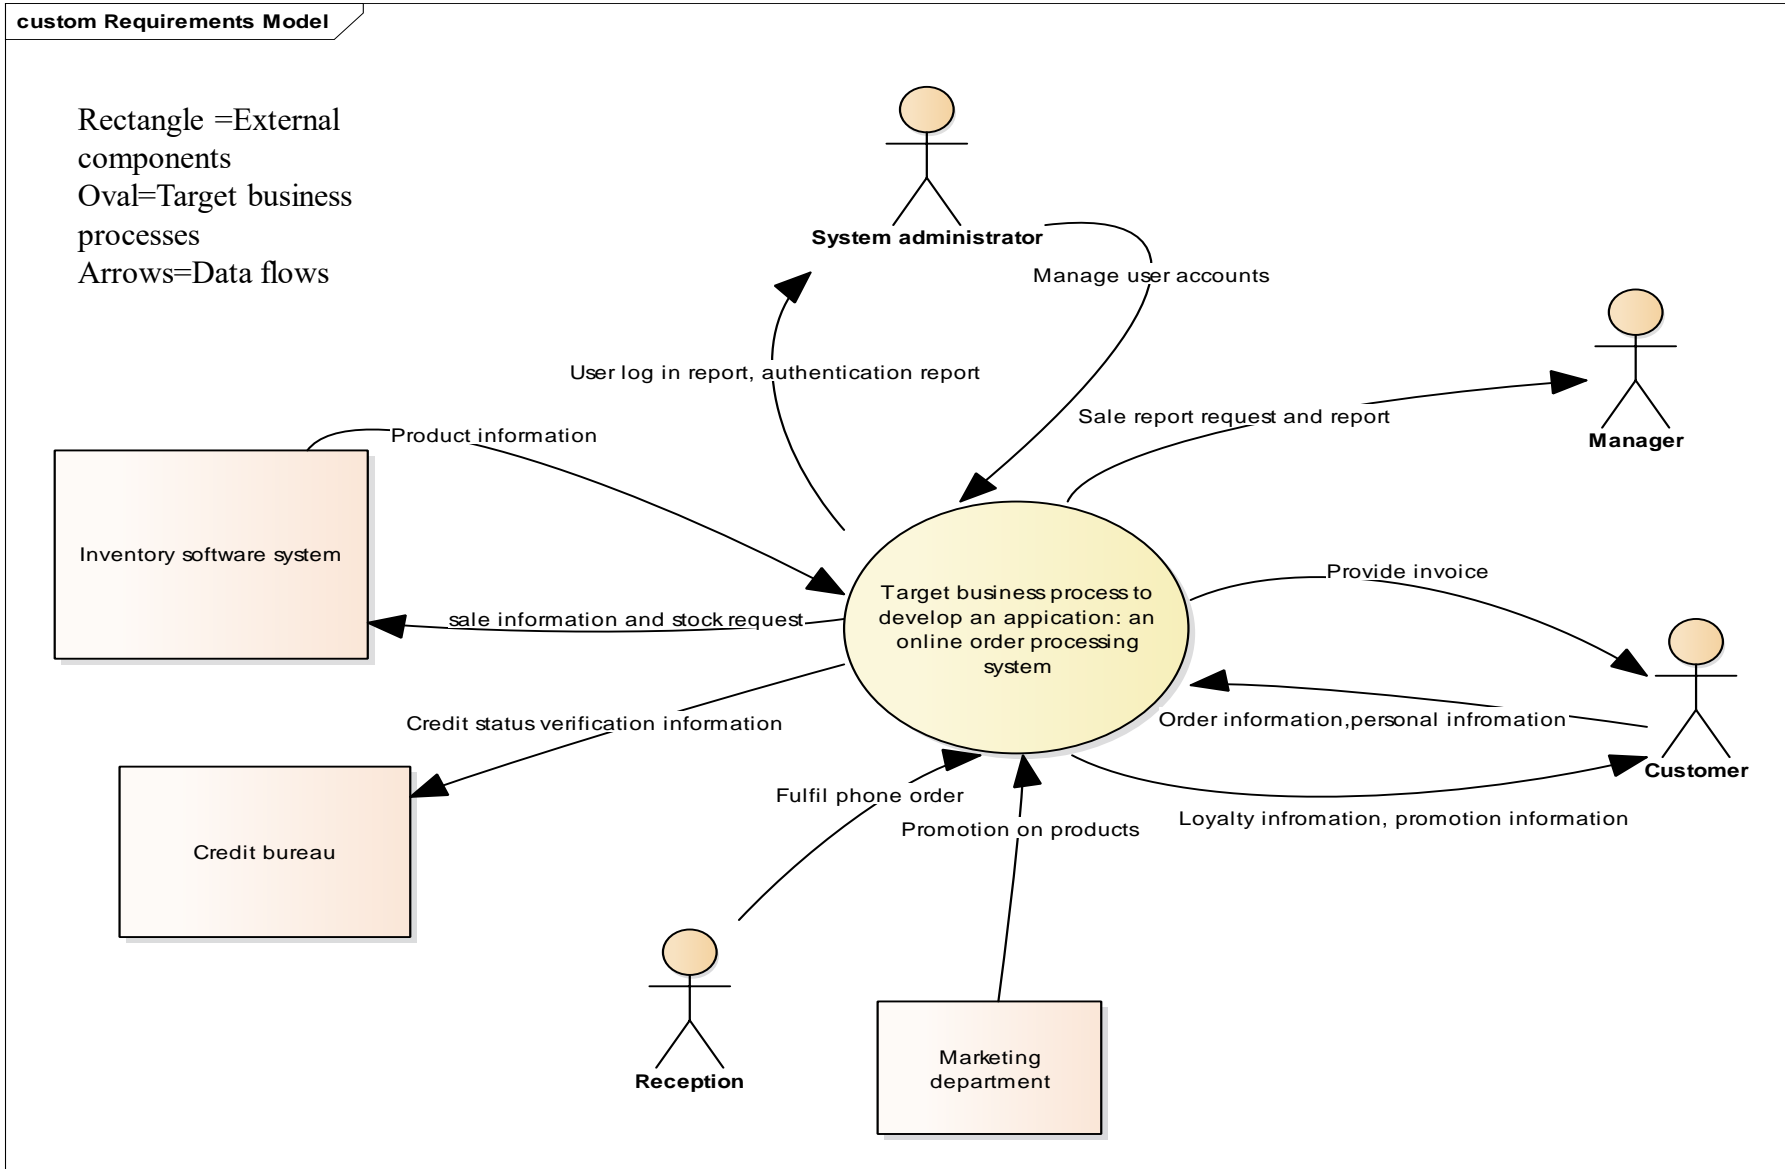 custom Requirements Model
Rectangle =External
components
Oval=Target business
processes
Arrows=Data flows
System administrator
Manage user accounts
User log in report, authentication report
Sale report request and report
Manager
Product information
Inventory software system
sale information and stock request
Target business process to
develop an appication: an
online order processing
system
Provide invoice
Order information,personal infromation
Customer
Credit status verification information
Credit bureau
Fulfil phone order
Promotion on products
Loyalty infromation, promotion information
Reception
Marketing
department